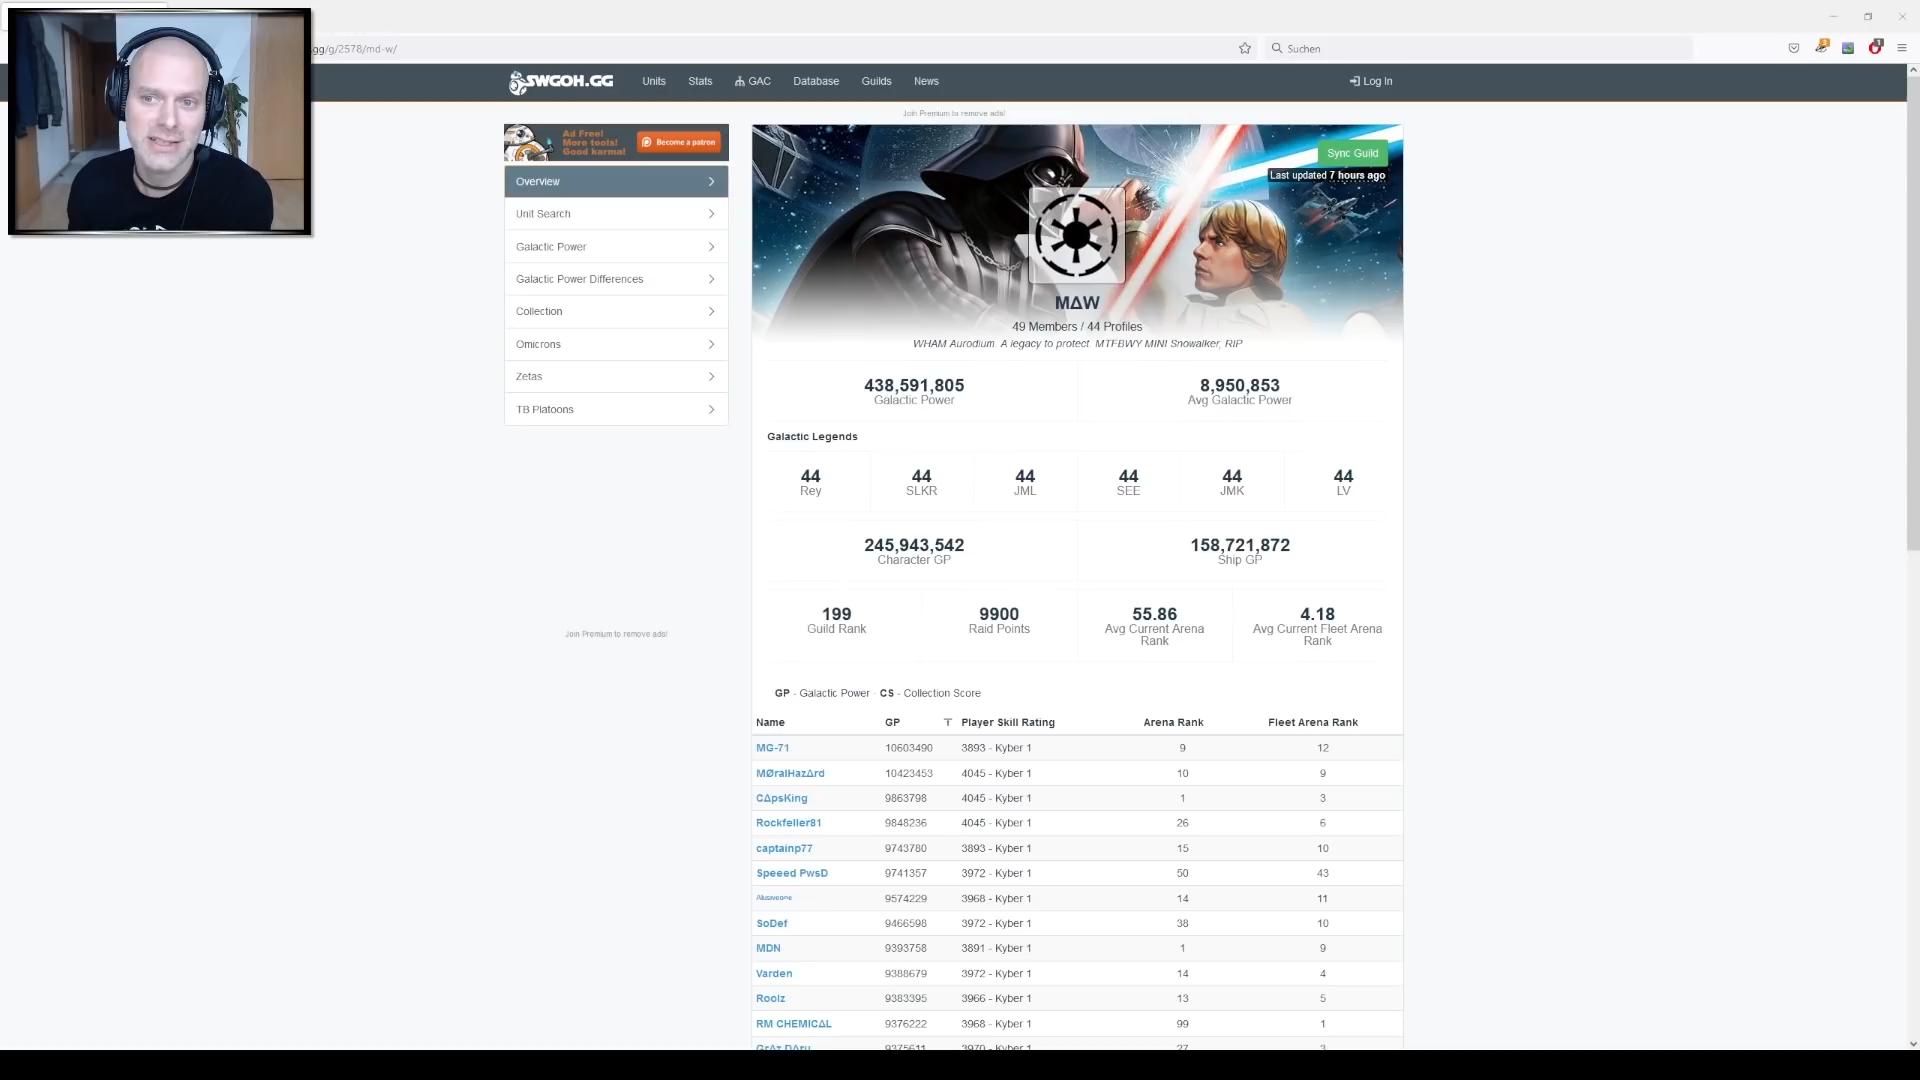 gg/g/2578/md-w/
Suchen
SWGOH.GG
Units
Stats
GAC
Database
Guilds
News
Log In
Join Premium to remove ads!
Ad Free!
More tools!
Good karma!
Become a patron
Overview
Unit Search
Galactic Power
Galactic Power Differences
Collection
Omicrons
Zetas
TB Platoons
Join Premium to remove ads!
Sync Guild
Last updated 7 hours ago
MΔW
49 Members / 44 Profiles
WHAM Aurodium. A legacy to protect. MTFBWY MINI Snowalker, RIP
438,591,805 8,950,853
Galactic Power Avg Galactic Power
Galactic Legends
44 44 44 44 44 44
Rey SLKR JML SEE JMK LV
245,943,542 158,721,872
Character GP Ship GP
199 9900 55.86 4.18
Guild Rank Raid Points Avg Current Arena Avg Current Fleet Arena
Rank Rank
GP - Galactic Power · CS - Collection Score
Name GP Player Skill Rating Arena Rank Fleet Arena Rank
MG-71 10603490 3893 - Kyber 1 9 12
MØralHazΔrd 10423453 4045 - Kyber 1 10 9
CΔpsKing 9863798 4045 - Kyber 1 1 3
Rockfeller81 9848236 4045 - Kyber 1 26 6
captainp77 9743780 3893 - Kyber 1 15 10
Speeed PwsD 9741357 3972 - Kyber 1 50 43
9574229 3968 - Kyber 1 14 11
SoDef 9466598 3972 - Kyber 1 38 10
MDN 9393758 3891 - Kyber 1 1 9
Varden 9388679 3972 - Kyber 1 14 4
Roolz 9383395 3966 - Kyber 1 13 5
RM CHEMICΔL 9376222 3968 - Kyber 1 99 1
9375611 3970 - Kyber 1 27 3